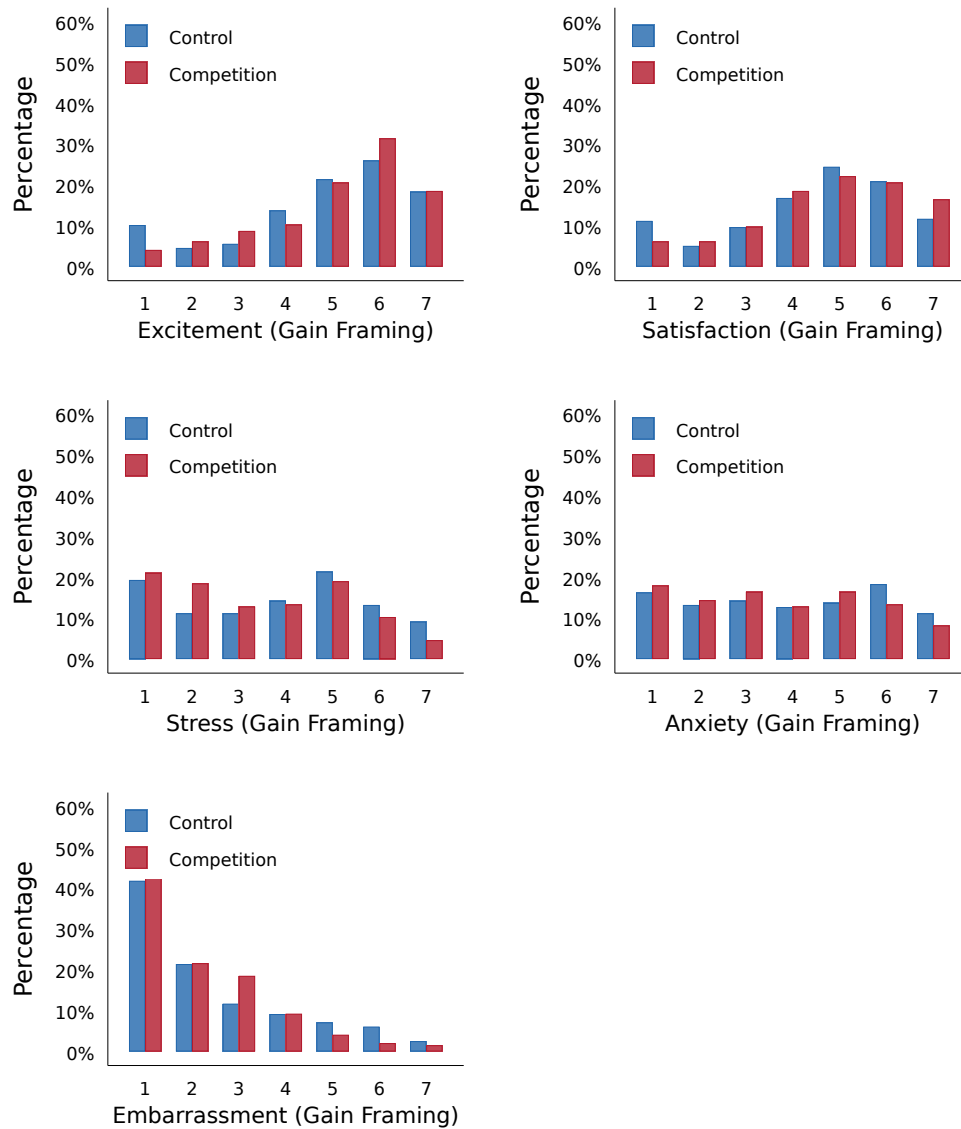 60%
50%
40%
30%
20%
10%
0%
Percentage
Control
Competition
1 2 3 4 5 6 7
Excitement (Gain Framing)
60%
50%
40%
30%
20%
10%
0%
Percentage
Control
Competition
1 2 3 4 5 6 7
Satisfaction (Gain Framing)
60%
50%
40%
30%
20%
10%
0%
Percentage
Control
Competition
1 2 3 4 5 6 7
Stress (Gain Framing)
60%
50%
40%
30%
20%
10%
0%
Percentage
Control
Competition
1 2 3 4 5 6 7
Anxiety (Gain Framing)
60%
50%
40%
30%
20%
10%
0%
Percentage
Control
Competition
1 2 3 4 5 6 7
Embarrassment (Gain Framing)